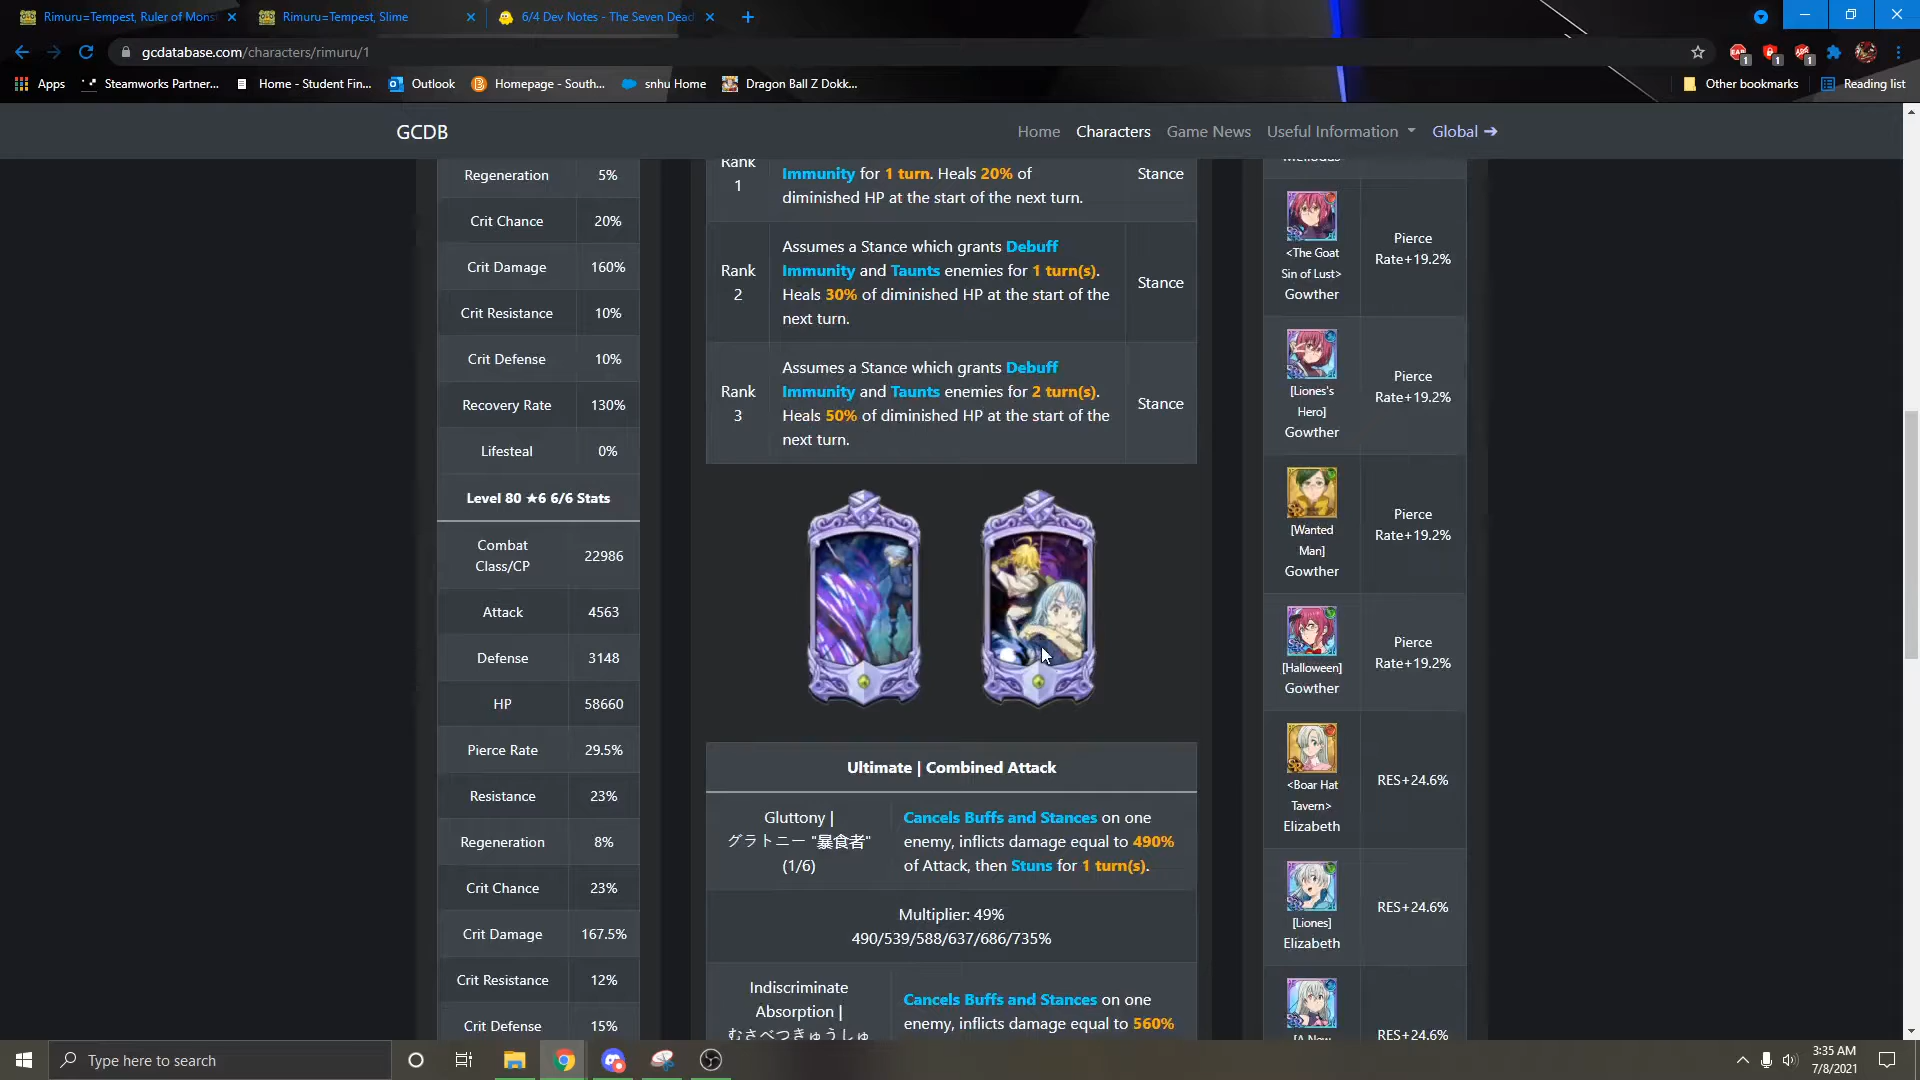 Rimuru=Tempest, Ruler of Monst
Rimuru=Tempest, Slime
6/4 Dev Notes - The Seven Dead
gcdatabase.com/characters/rimuru/1
Apps
Steamworks Partner...
Home - Student Fin...
Outlook
Homepage - South...
snhu Home
Dragon Ball Z Dokk...
Other bookmarks
Reading list
GCDB
Home
Characters
Game News
Useful Information
Global
Regeneration 5%
Crit Chance 20%
Crit Damage 160%
Crit Resistance 10%
Crit Defense 10%
Recovery Rate 130%
Lifesteal 0%
Level 80 ★6 6/6 Stats
Combat
Class/CP 22986
Attack 4563
Defense 3148
HP 58660
Pierce Rate 29.5%
Resistance 23%
Regeneration 8%
Crit Chance 23%
Crit Damage 167.5%
Crit Resistance 12%
Crit Defense 15%
Rank
1
Immunity for 1 turn. Heals 20% of
diminished HP at the start of the next turn.
Stance
Rank
2
Assumes a Stance which grants Debuff
Immunity and Taunts enemies for 1 turn(s).
Heals 30% of diminished HP at the start of the
next turn.
Stance
Rank
3
Assumes a Stance which grants Debuff
Immunity and Taunts enemies for 2 turn(s).
Heals 50% of diminished HP at the start of the
next turn.
Stance
Ultimate | Combined Attack
Gluttony |
グラトニー "暴食者"
(1/6)
Cancels Buffs and Stances on one
enemy, inflicts damage equal to 490%
of Attack, then Stuns for 1 turn(s).
Multiplier: 49%
490/539/588/637/686/735%
Indiscriminate
Absorption |
むさべつきゅうしゅ
Cancels Buffs and Stances on one
enemy, inflicts damage equal to 560%
<The Goat
Sin of Lust>
Gowther
Pierce
Rate+19.2%
[Liones's
Hero]
Gowther
Pierce
Rate+19.2%
[Wanted
Man]
Gowther
Pierce
Rate+19.2%
[Halloween]
Gowther
Pierce
Rate+19.2%
<Boar Hat
Tavern>
Elizabeth
RES+24.6%
[Liones]
Elizabeth
RES+24.6%
[A New
RES+24.6%
Type here to search
3:35 AM
7/8/2021